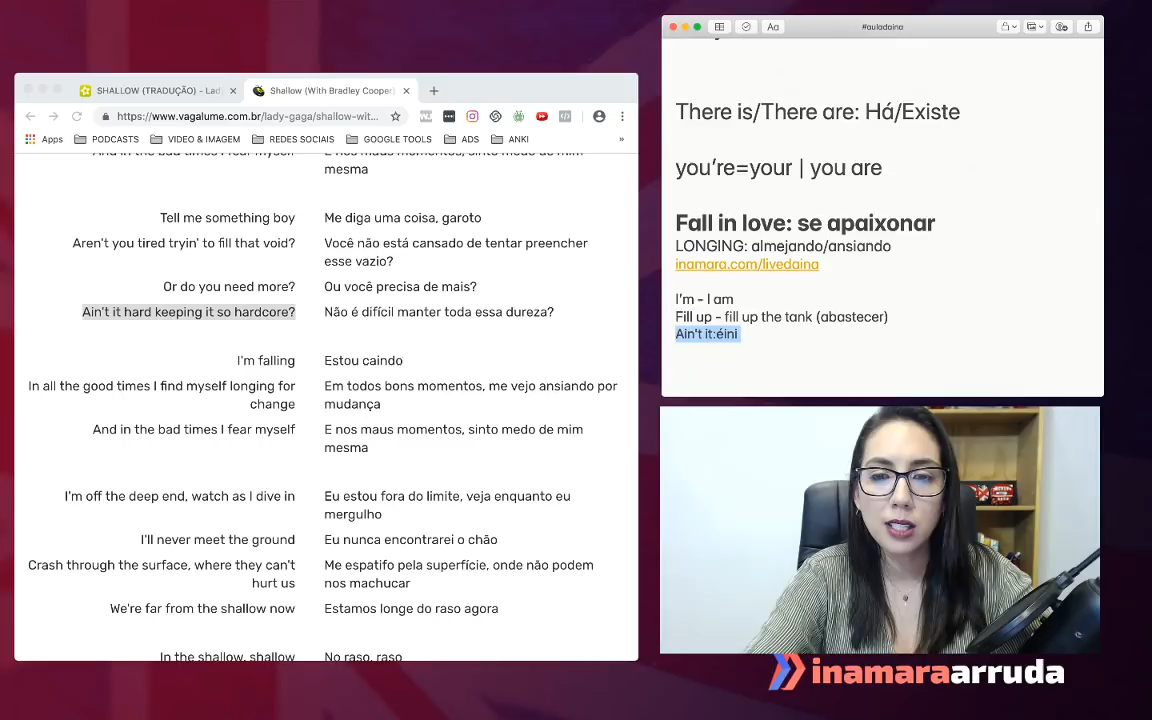 SHALLOW (TRADUÇÃO) - Lad
Shallow (With Bradley Cooper)
https://www.vagalume.com.br/lady-gaga/shallow-wit...
Apps
PODCASTS
VIDEO & IMAGEM
REDES SOCIAIS
GOOGLE TOOLS
ADS
ANKI
»
And in the bad times I fear myself
E nos maus momentos, sinto medo de mim
mesma
Tell me something boy
Me diga uma coisa, garoto
Aren't you tired tryin' to fill that void?
Você não está cansado de tentar preencher
esse vazio?
Or do you need more?
Ou você precisa de mais?
Ain't it hard keeping it so hardcore?
Não é difícil manter toda essa dureza?
I'm falling
Estou caindo
In all the good times I find myself longing for
change
Em todos bons momentos, me vejo ansiando por
mudança
And in the bad times I fear myself
E nos maus momentos, sinto medo de mim
mesma
I'm off the deep end, watch as I dive in
Eu estou fora do limite, veja enquanto eu
mergulho
I'll never meet the ground
Eu nunca encontrarei o chão
Crash through the surface, where they can't
hurt us
Me espatifo pela superfície, onde não podem
nos machucar
We're far from the shallow now
Estamos longe do raso agora
In the shallow, shallow
No raso, raso
Aa
#auladaina
There is/There are: Há/Existe
you're=your | you are
Fall in love: se apaixonar
LONGING: almejando/ansiando
inamara.com/livedaina
I'm - I am
Fill up - fill up the tank (abastecer)
Ain't it:éini
inamaraarruda